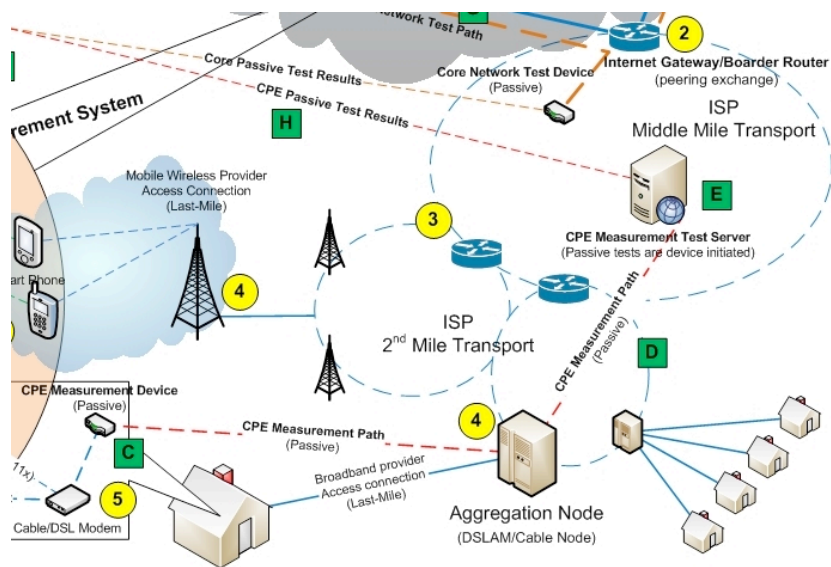 Network Test Path
2
Internet Gateway/Boarder Router
(peering exchange)
Core Network Test Device
(Passive)
Core Passive Test Results
CPE Passive Test Results
H
ISP
Middle Mile Transport
E
CPE Measurement Test Server
(Passive tests are device initiated)
rement System
Mobile Wireless Provider
Access Connection
(Last-Mile)
art Phone
4
3
ISP
2nd Mile Transport
CPE Measurement Path
(Passive)
D
CPE Measurement Device
(Passive)
C
CPE Measurement Path
(Passive)
4
Broadband provider
Access connection
(Last-Mile)
11x)
5
Cable/DSL Modem
Aggregation Node
(DSLAM/Cable Node)